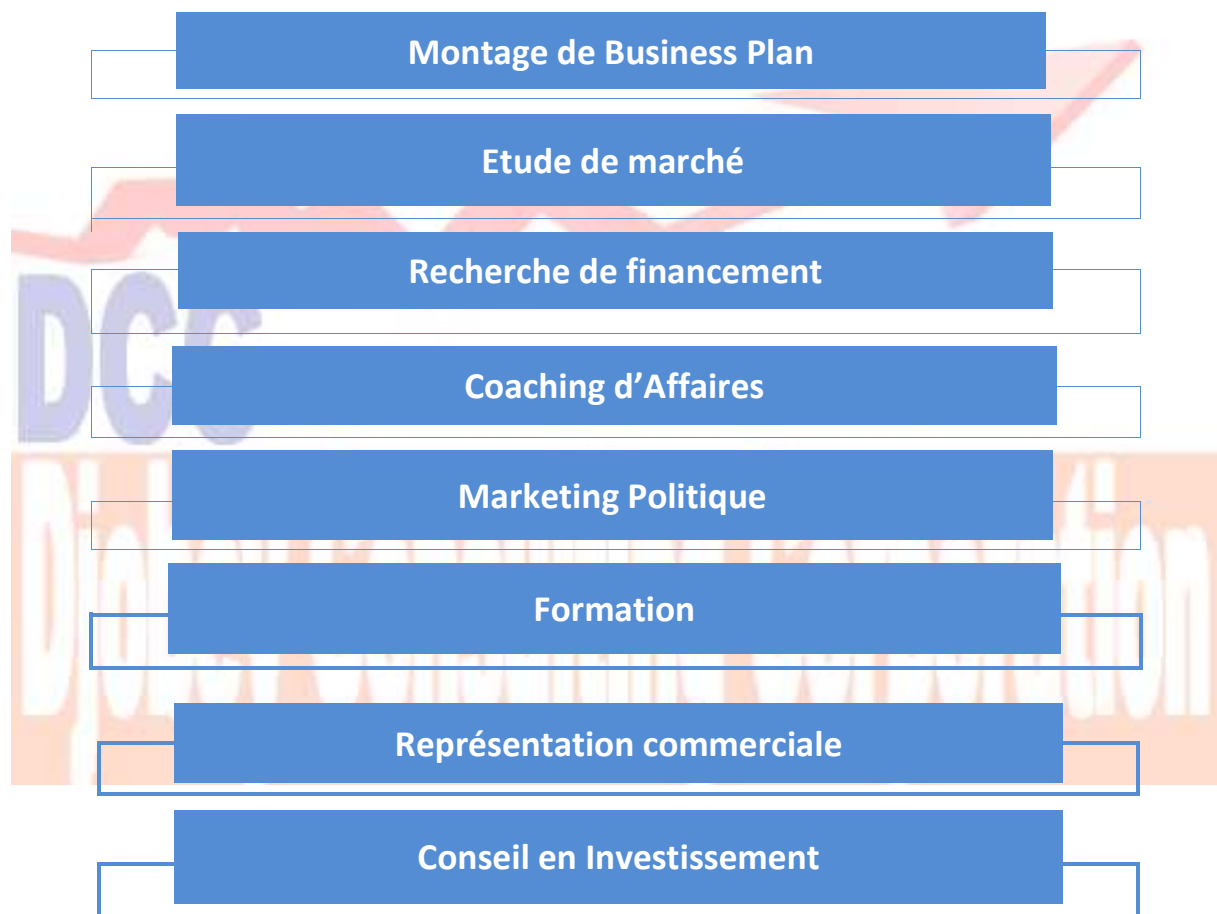 Montage de Business Plan
Etude de marché
Recherche de financement
DCC
Coaching d’Affaires
Marketing Politique
Formation
Représentation commerciale
Conseil en Investissement